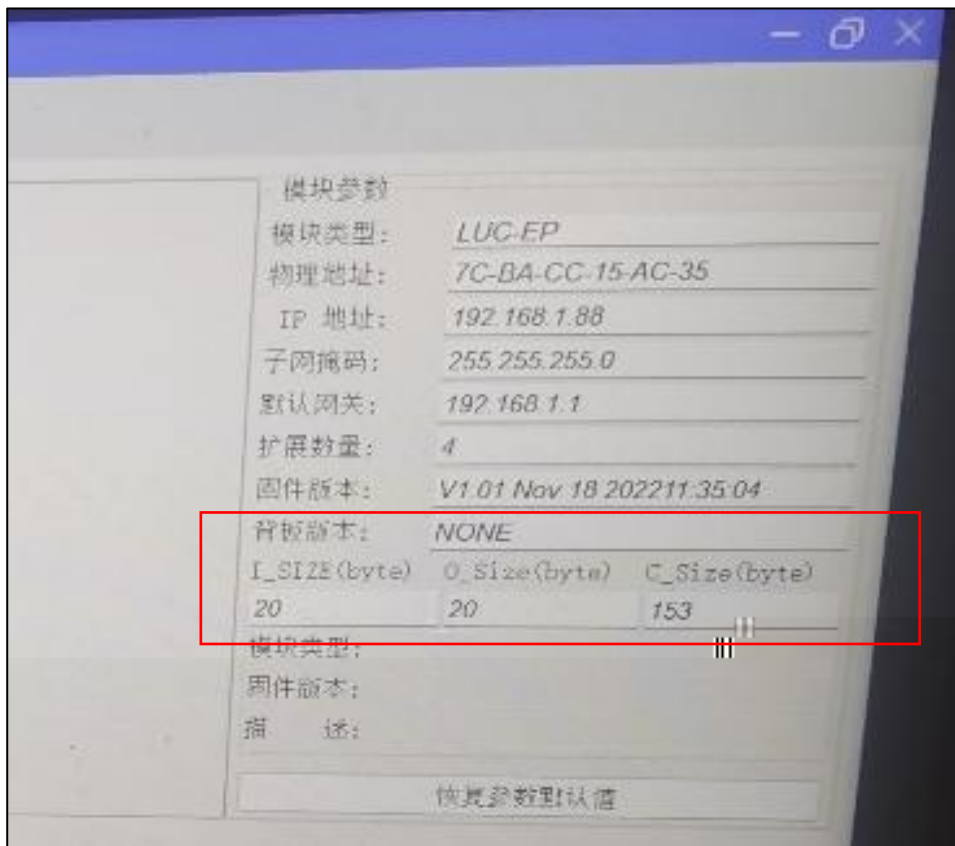 模块参数
模块类型: LUC-EP
物理地址: 7C-BA-CC-15-AC-35
IP 地址: 192.168.1.88
子网掩码: 255.255.255.0
默认网关: 192.168.1.1
扩展数量: 4
固件版本: V1.01 Nov 18 202211:35:04
背板版本: NONE
I_SIZE(byte) O_Size(byte) C_Size(byte)
20 20 153
模块类型:
固件版本:
描 述:
恢复参数默认值